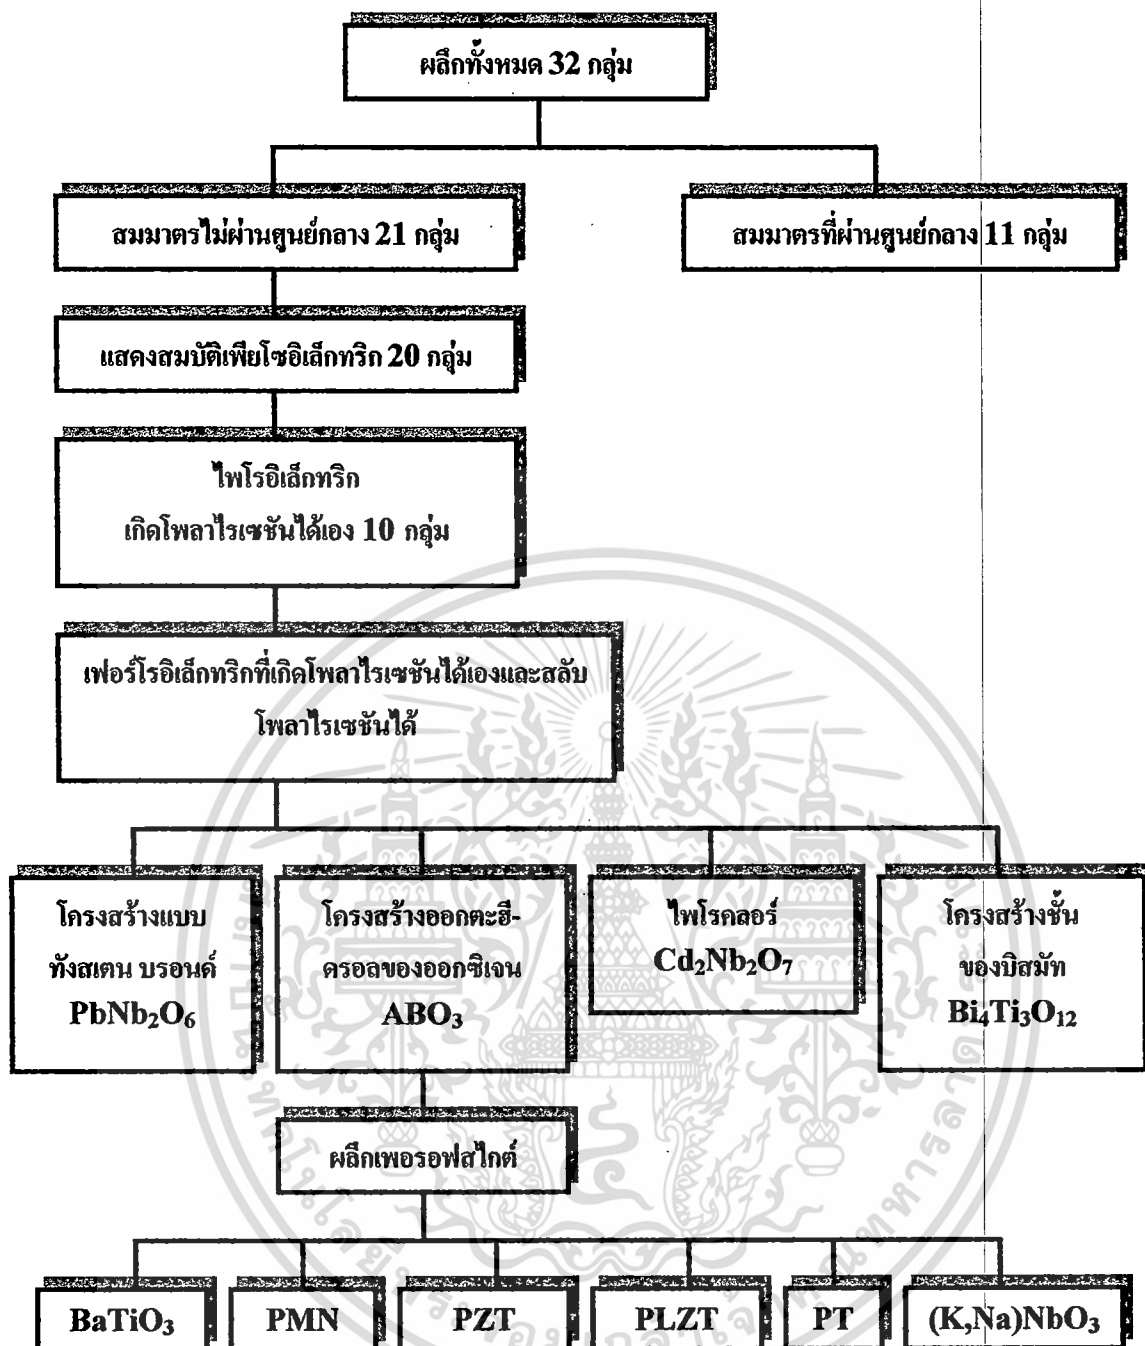 ผลึกทั้งหมด 32 กลุ่ม
สมมาตรไม่ผ่านศูนย์กลาง 21 กลุ่ม
สมมาตรที่ผ่านศูนย์กลาง 11 กลุ่ม
แสดงสมบัติเพียโซอิเล็กทริก 20 กลุ่ม
ไพโรอิเล็กทริก
เกิดโพลาไรเซชันได้เอง 10 กลุ่ม
เฟอร์โรอิเล็กทริกที่เกิดโพลาไรเซชันได้เองและสลับ
โพลาไรเซชันได้
โครงสร้างแบบ
ทังสเตน บรอนด์
PbNb₂O₆
โครงสร้างออกตะฮี-
ดรอลของออกซิเจน
ABO₃
ไพโรคลอร์
Cd₂Nb₂O₇
โครงสร้างชั้น
ของบิสมัท
Bi₄Ti₃O₁₂
ผลึกเพอรอฟสไกต์
BaTiO₃
PMN
PZT
PLZT
PT
(K,Na)NbO₃